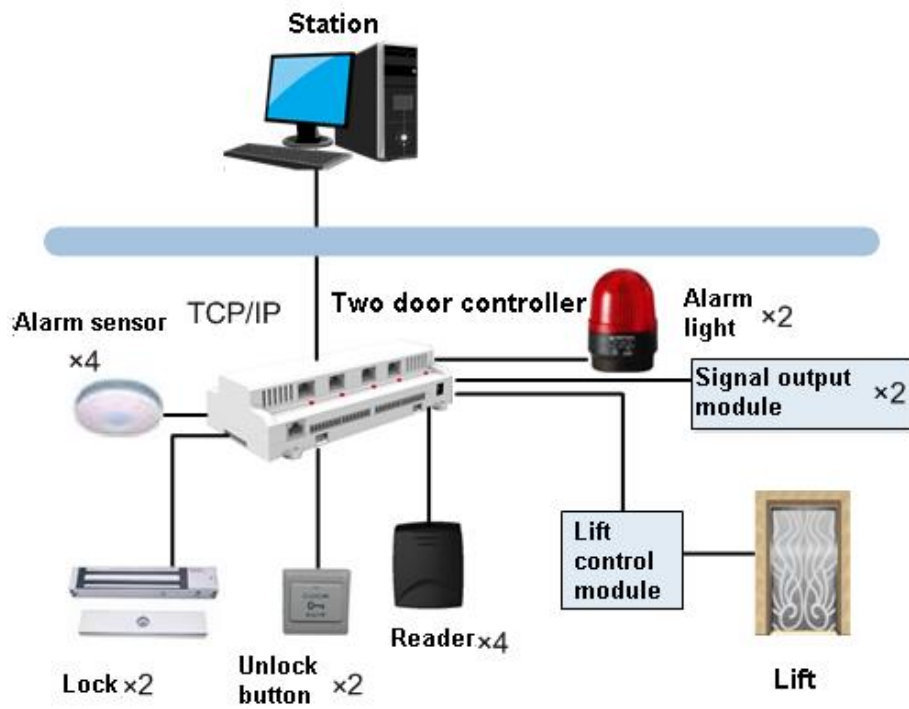 Station
TCP/IP
Two door controller
Alarm sensor
×4
Alarm
light ×2
Signal output
module ×2
Lift
control
module
Lock ×2
Unlock
button ×2
Reader ×4
Lift